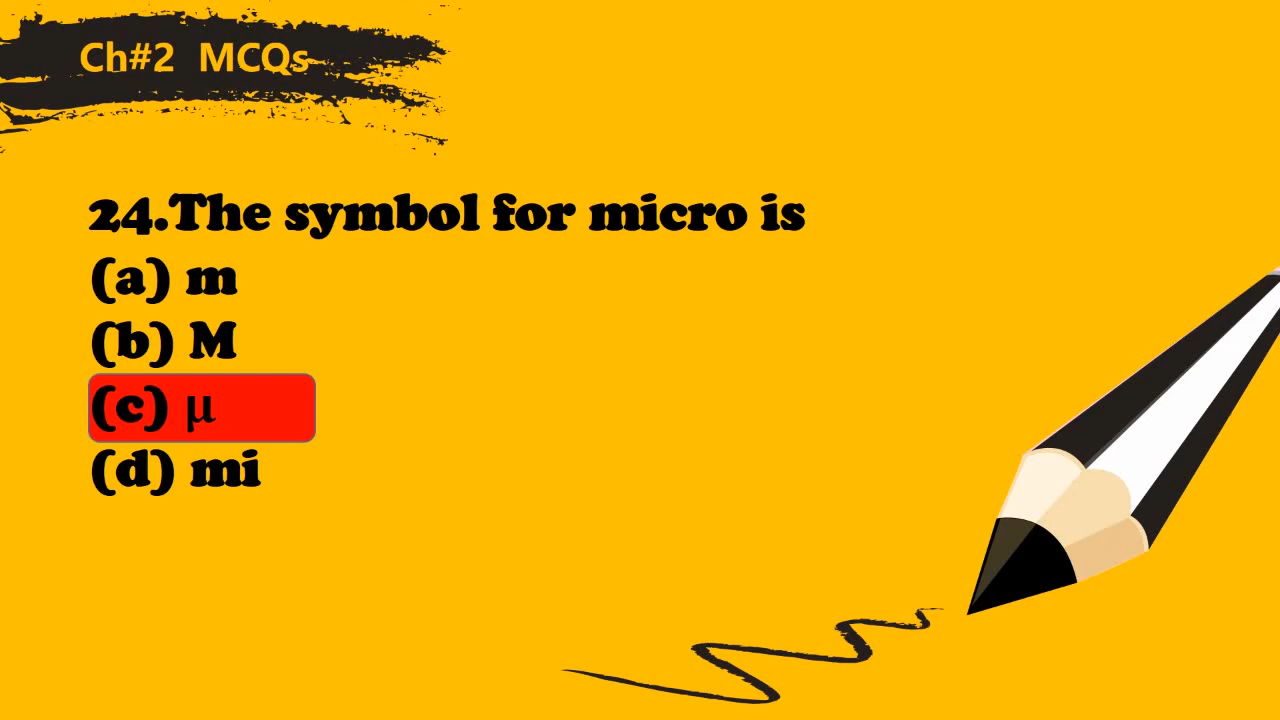 Ch#2 MCQs
24.The symbol for micro is
(a) m
(b) M
(c) µ
(d) mi